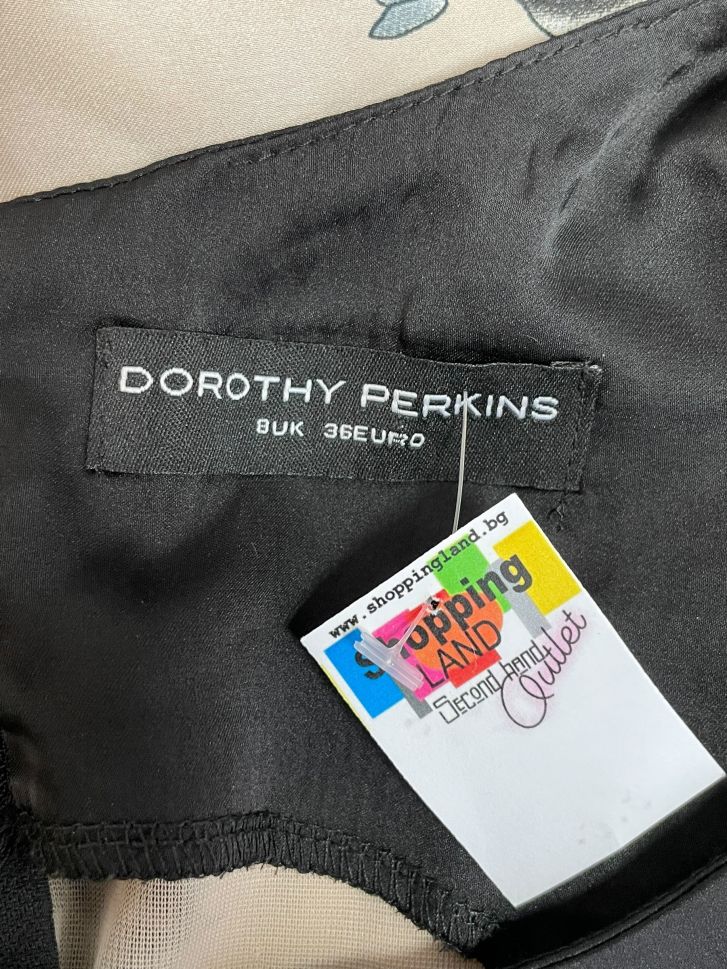 DOROTHY PERKINS
8UK 36EURO
www.shoppingland.bg
Shopping
LAND
Second hand
Outlet